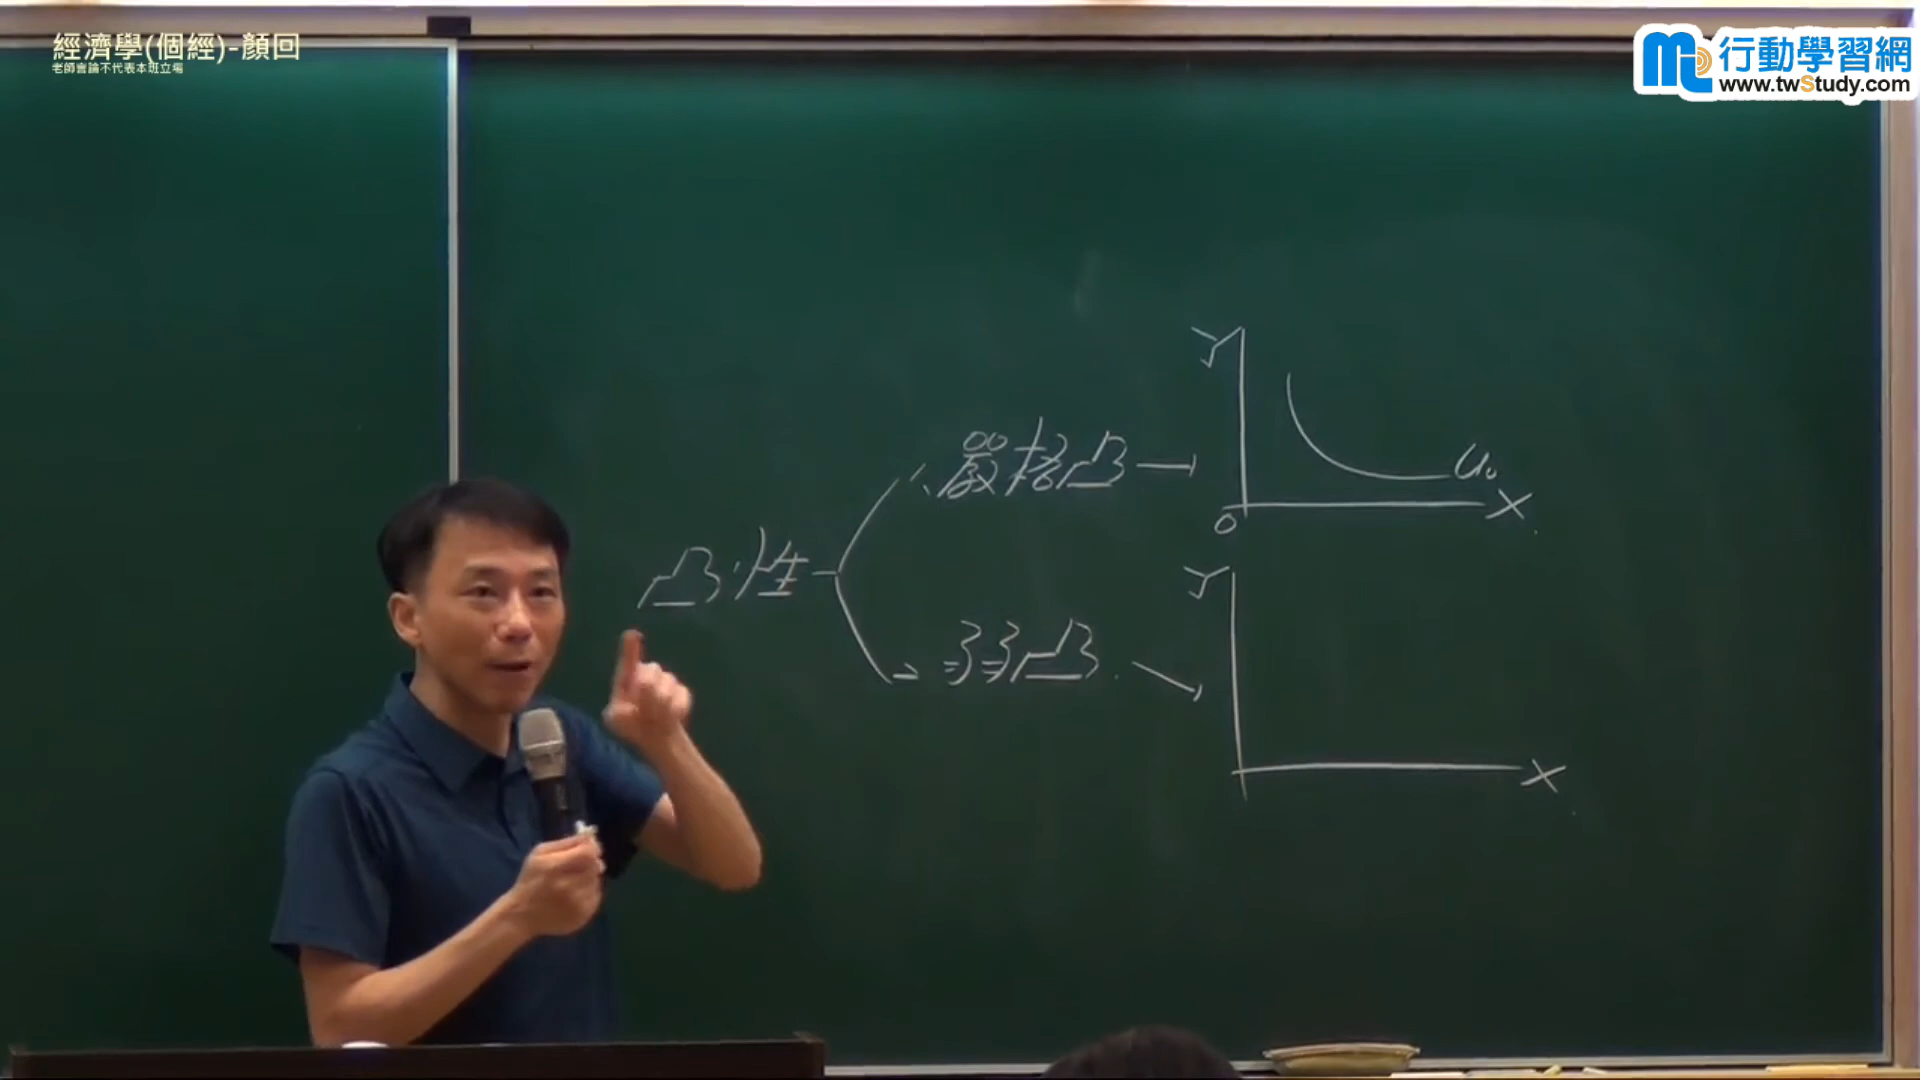 經濟學(個經)-顏回
老師言論不代表本班立場
行動學習網
www.twStudy.com
凸性
1、嚴格凸 →
2、弱凸 →
y
U₀
0
X
y
X